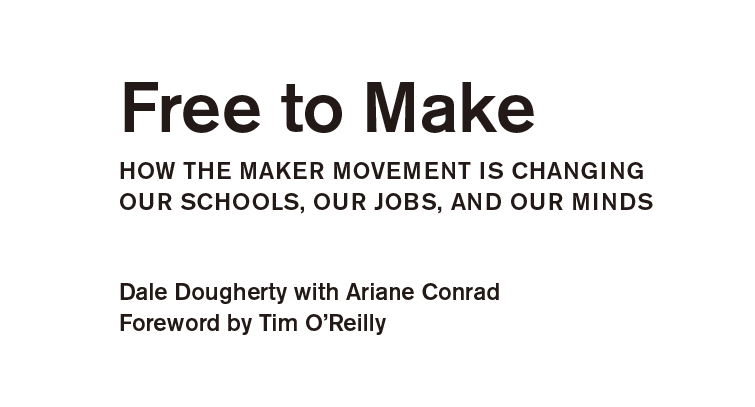 Free to Make
HOW THE MAKER MOVEMENT IS CHANGING
OUR SCHOOLS, OUR JOBS, AND OUR MINDS
Dale Dougherty with Ariane Conrad
Foreword by Tim O’Reilly